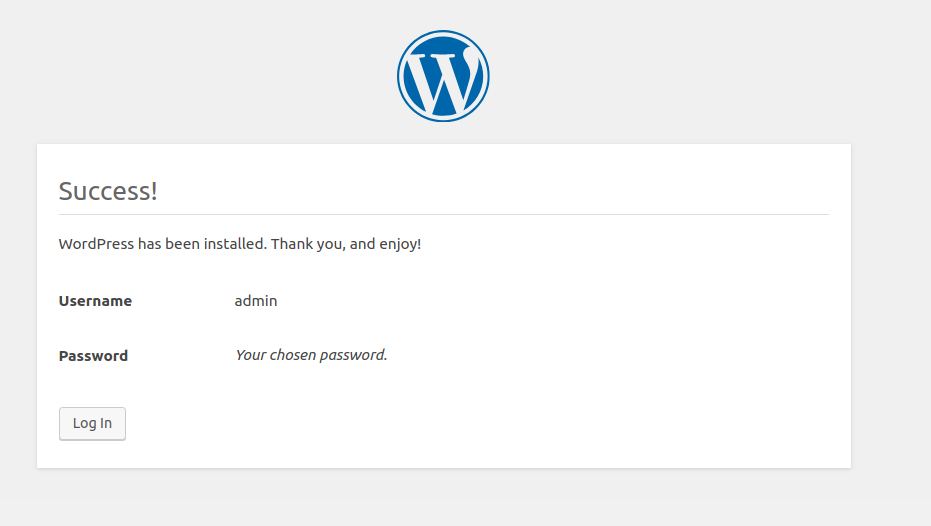 Success!
WordPress has been installed. Thank you, and enjoy!
Username admin
Password Your chosen password.
Log In